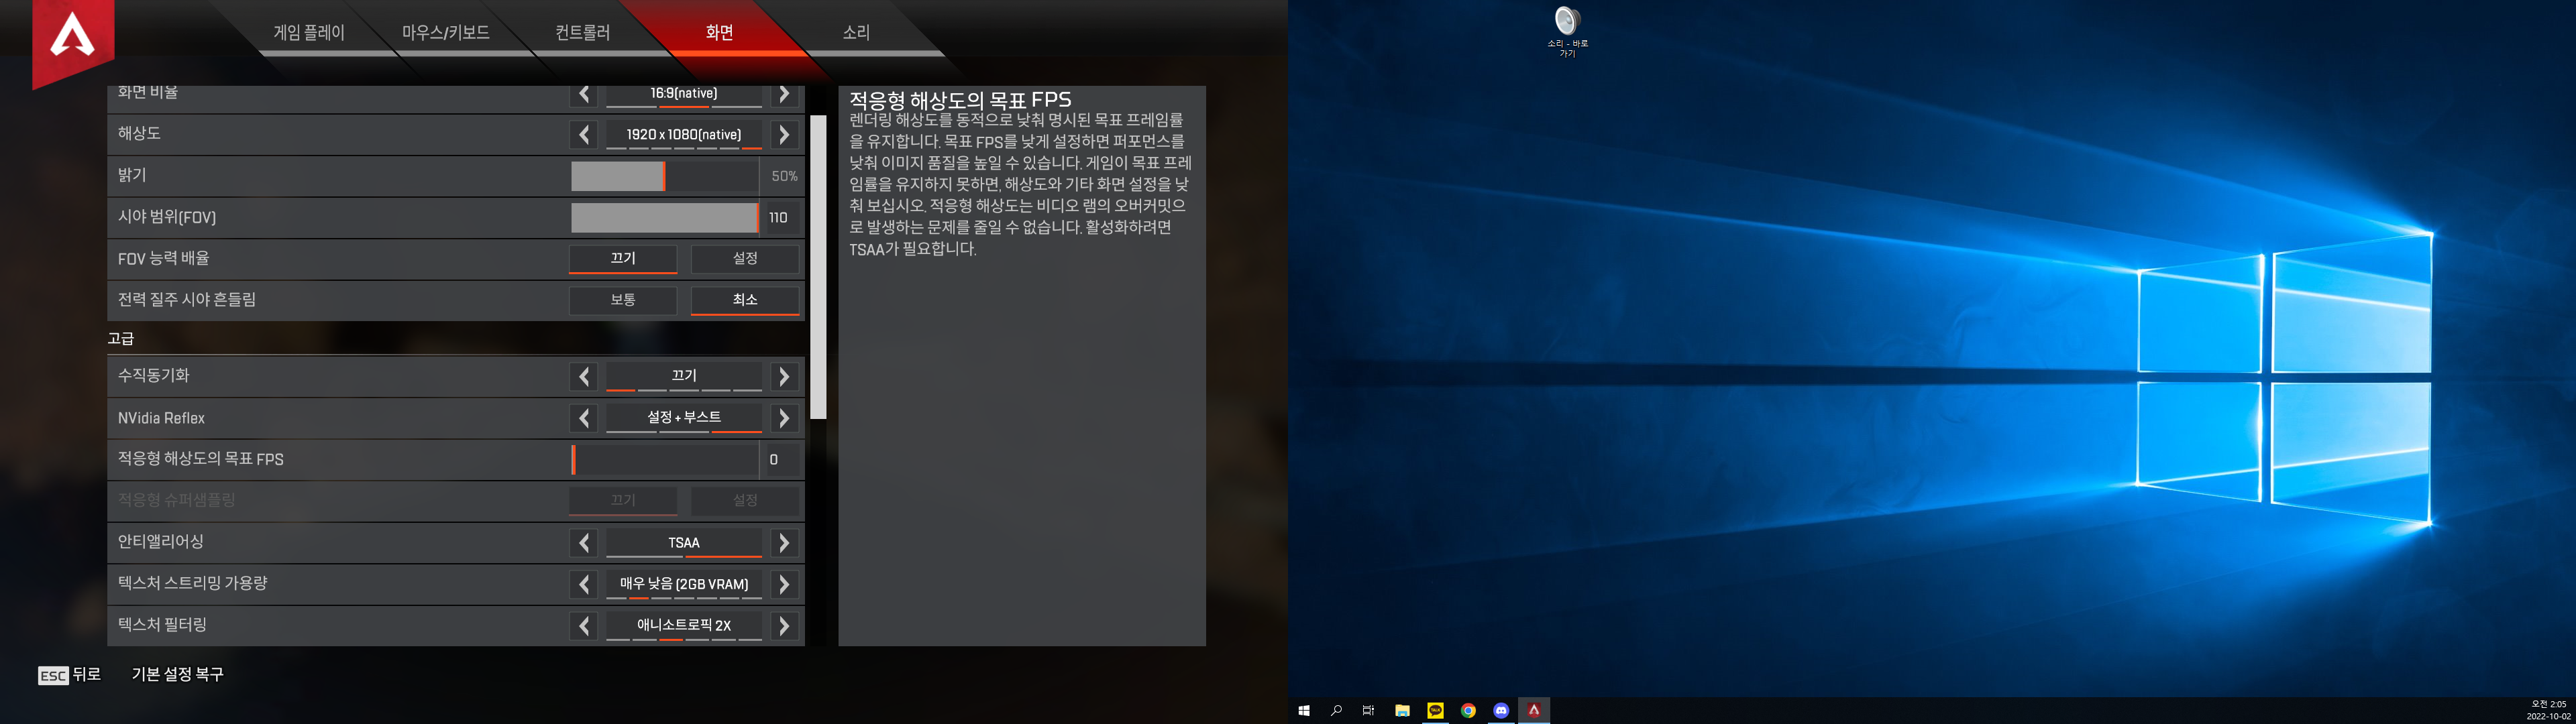 게임 플레이
마우스/키보드
컨트롤러
화면
소리
화면 비율
16:9(native)
해상도
1920 x 1080(native)
밝기
50%
시야 범위(FOV)
110
FOV 능력 배율
끄기
설정
전력 질주 시야 흔들림
보통
최소
고급
수직동기화
끄기
NVidia Reflex
설정 + 부스트
적응형 해상도의 목표 FPS
0
적응형 슈퍼샘플링
끄기
설정
안티앨리어싱
TSAA
텍스처 스트리밍 가용량
매우 낮음 (2GB VRAM)
텍스처 필터링
애니소트로픽 2X
적응형 해상도의 목표 FPS
렌더링 해상도를 동적으로 낮춰 명시된 목표 프레임률
을 유지합니다. 목표 FPS를 낮게 설정하면 퍼포먼스를
낮춰 이미지 품질을 높일 수 있습니다. 게임이 목표 프레
임률을 유지하지 못하면, 해상도와 기타 화면 설정을 낮
춰 보십시오. 적응형 해상도는 비디오 램의 오버커밋으
로 발생하는 문제를 줄일 수 없습니다. 활성화하려면
TSAA가 필요합니다.
ESC 뒤로
기본 설정 복구
소리 - 바로
가기
TALK
오전 2:05
2022-10-02